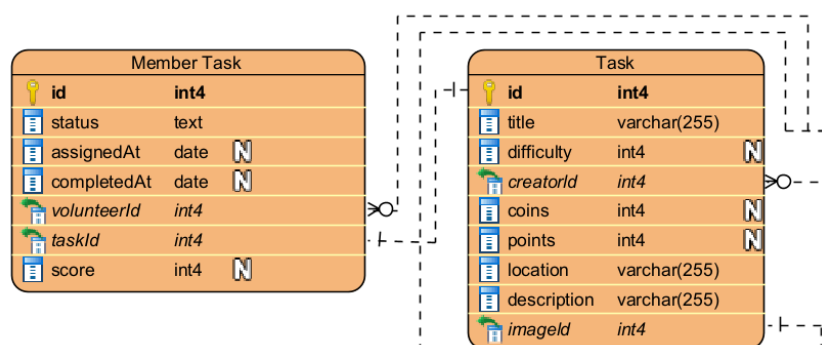 Member Task
id int4
status text
assignedAt date N
completedAt date N
volunteerId int4
taskId int4
score int4 N
Task
id int4
title varchar(255)
difficulty int4 N
creatorId int4
coins int4 N
points int4 N
location varchar(255)
description varchar(255)
imageId int4